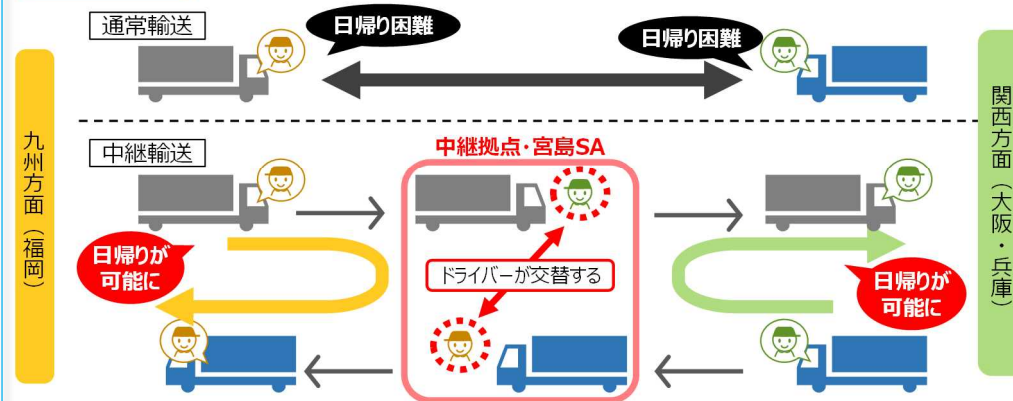 通常輸送
日帰り困難
日帰り困難
九州方面（福岡）
関西方面（大阪・兵庫）
中継輸送
中継拠点・宮島SA
日帰りが
可能に
ドライバーが交替する
日帰りが
可能に